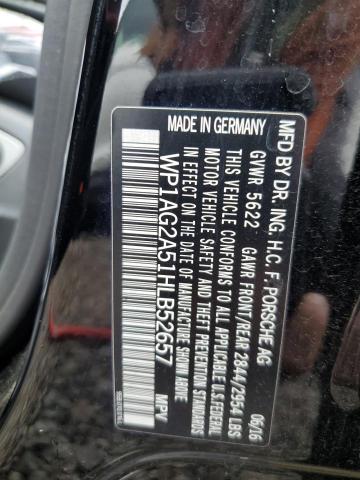 MFD BY DR. ING. H.C. F. PORSCHE AG
06/16
GVWR 5622 GAWR FRONT/REAR 2844/2954 LBS
THIS VEHICLE CONFORMS TO ALL APPLICABLE U.S. FEDERAL
MOTOR VEHICLE SAFETY AND THEFT PREVENTION STANDARDS
IN EFFECT ON THE DATE OF MANUFACTURE SHOWN ABOVE
WP1AG2A51HLB52657
MPV
MADE IN GERMANY